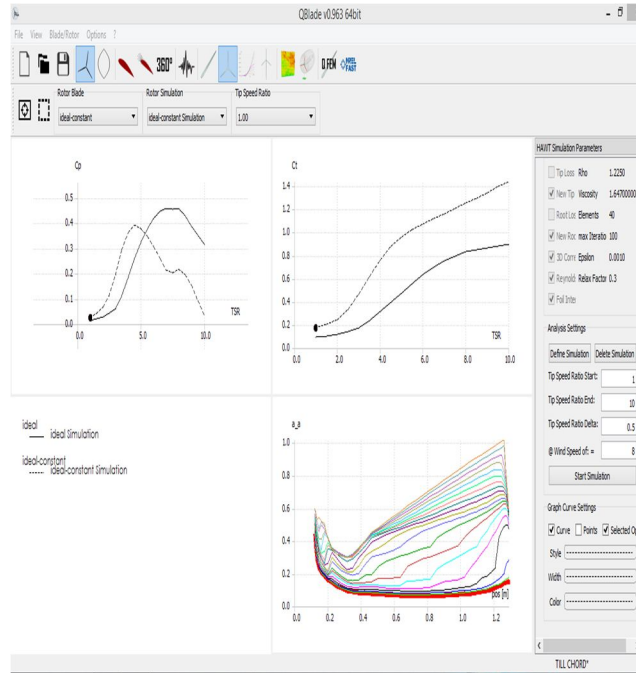 QBlade v0.963 64bit
File View Blade/Rotor Options ?
360°
Q.FEM
NREL FAST
Rotor Blade
Rotor Simulation
Tip Speed Ratio
ideal-constant
ideal-constant Simulation
1.00
Cp
0.5
0.4
0.3
0.2
0.1
0.0
5.0
10.0
TSR
Ct
1.4
1.2
1.0
0.8
0.6
0.4
0.2
0.0
0.0 2.0 4.0 6.0 8.0 10.0
TSR
ideal
ideal Simulation
ideal-constant
ideal-constant Simulation
a_a
1.0
0.8
0.6
0.4
0.2
0.0
0.0 0.2 0.4 0.6 0.8 1.0 1.2
pos [m]
HAWT Simulation Parameters
Tip Loss Rho 1.2250
New Tip Viscosity 1.64700000
Root Los Elements 40
New Roo max Iteratio 100
3D Corre Epsilon 0.0010
Reynold Relax Factor 0.3
Foil Inter
Analysis Settings
Define Simulation Delete Simulation
Tip Speed Ratio Start: 1
Tip Speed Ratio End: 10
Tip Speed Ratio Delta: 0.5
@ Wind Speed of: = 8
Start Simulation
Graph Curve Settings
Curve Points Selected Op
Style
Width
Color
TILL CHORD*